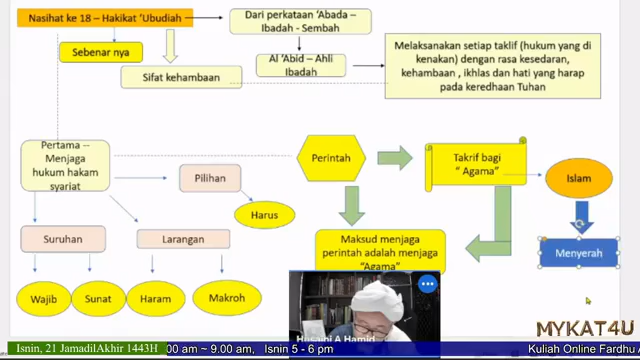 Nasihat ke 18 – Hakikat ‘Ubudiah
Dari perkataan ‘Abada –
Ibadah - Sembah
Sebenar nya
Sifat kehambaan
Al ‘Abid – Ahli
Ibadah
Melaksanakan setiap taklif (hukum yang di
kenakan) dengan rasa kesedaran,
kehambaan , ikhlas dan hati yang harap
pada keredhaan Tuhan
Pertama –
Menjaga
hukum hakam
syariat
Pilihan
Harus
Suruhan
Larangan
Wajib
Sunat
Haram
Makroh
Perintah
Takrif bagi
“ Agama”
Islam
Menyerah
Maksud menjaga
perintah adalah menjaga
“Agama”
Husaini A Hamid
MYKAT4U
Isnin, 21 JamadilAkhir 1443H
00 am ~ 9.00 am, Isnin 5 - 6 pm
Kuliah Online Fardhu